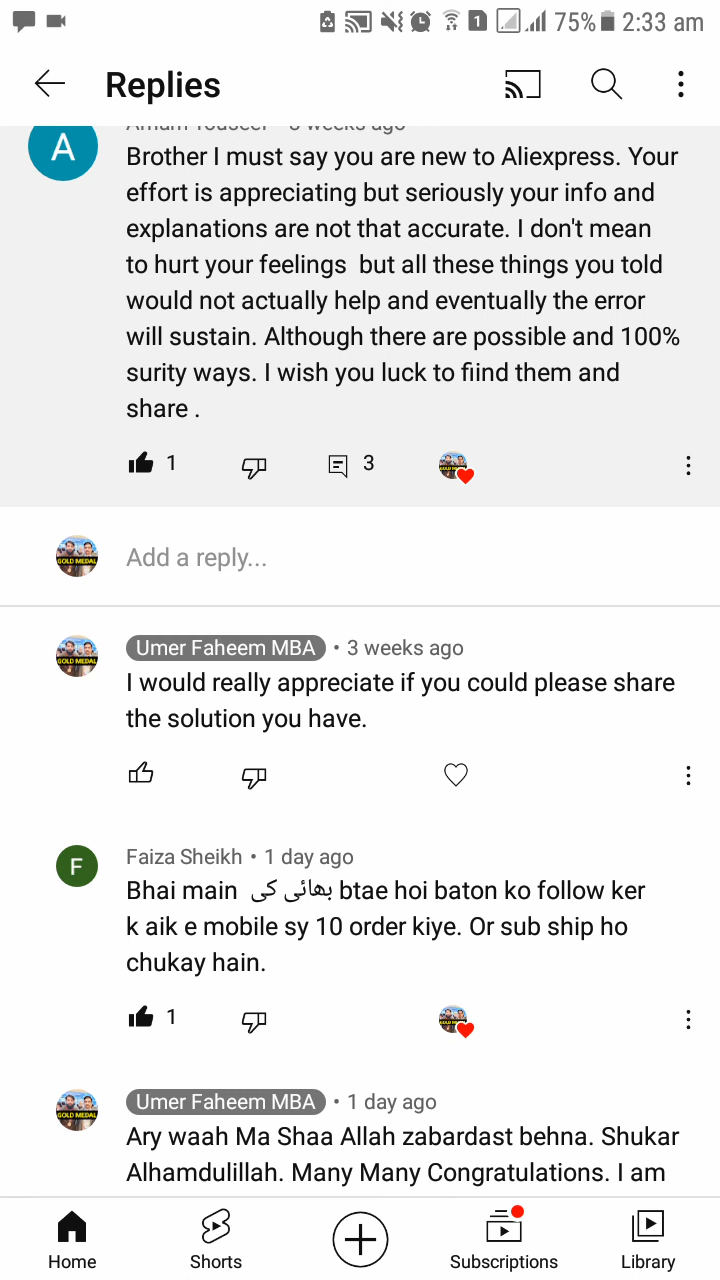 75% 2:33 am
Replies
Brother I must say you are new to Aliexpress. Your
effort is appreciating but seriously your info and
explanations are not that accurate. I don't mean
to hurt your feelings  but all these things you told
would not actually help and eventually the error
will sustain. Although there are possible and 100%
surity ways. I wish you luck to fiind them and
share .
A
1 3
Add a reply...
GOLD MEDAL
Umer Faheem MBA • 3 weeks ago
GOLD MEDAL
I would really appreciate if you could please share
the solution you have.
Faiza Sheikh • 1 day ago
F
Bhai main بھائی کی btae hoi baton ko follow ker
k aik e mobile sy 10 order kiye. Or sub ship ho
chukay hain.
1
Umer Faheem MBA • 1 day ago
GOLD MEDAL
Ary waah Ma Shaa Allah zabardast behna. Shukar
Alhamdulillah. Many Many Congratulations. I am
Home Shorts Subscriptions Library